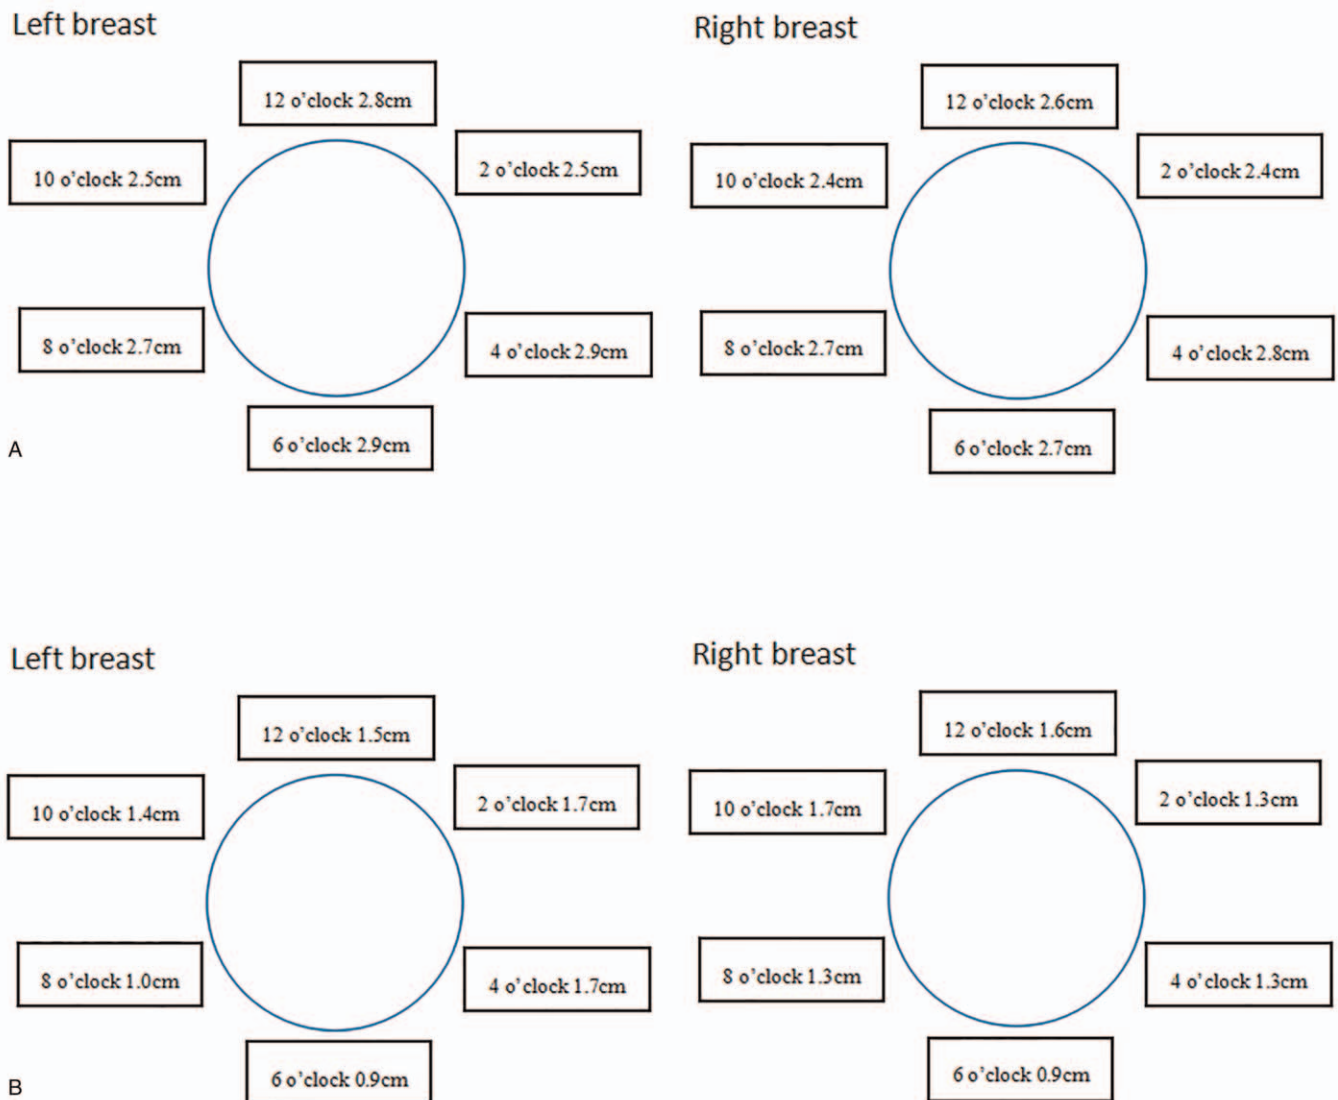 Left breast
Right breast
12 o'clock 2.8cm
12 o'clock 2.6cm
10 o'clock 2.5cm
2 o'clock 2.5cm
10 o'clock 2.4cm
2 o'clock 2.4cm
8 o'clock 2.7cm
4 o'clock 2.9cm
8 o'clock 2.7cm
4 o'clock 2.8cm
6 o'clock 2.9cm
6 o'clock 2.7cm
A
Left breast
Right breast
12 o'clock 1.5cm
12 o'clock 1.6cm
10 o'clock 1.4cm
2 o'clock 1.7cm
10 o'clock 1.7cm
2 o'clock 1.3cm
8 o'clock 1.0cm
4 o'clock 1.7cm
8 o'clock 1.3cm
4 o'clock 1.3cm
6 o'clock 0.9cm
6 o'clock 0.9cm
B